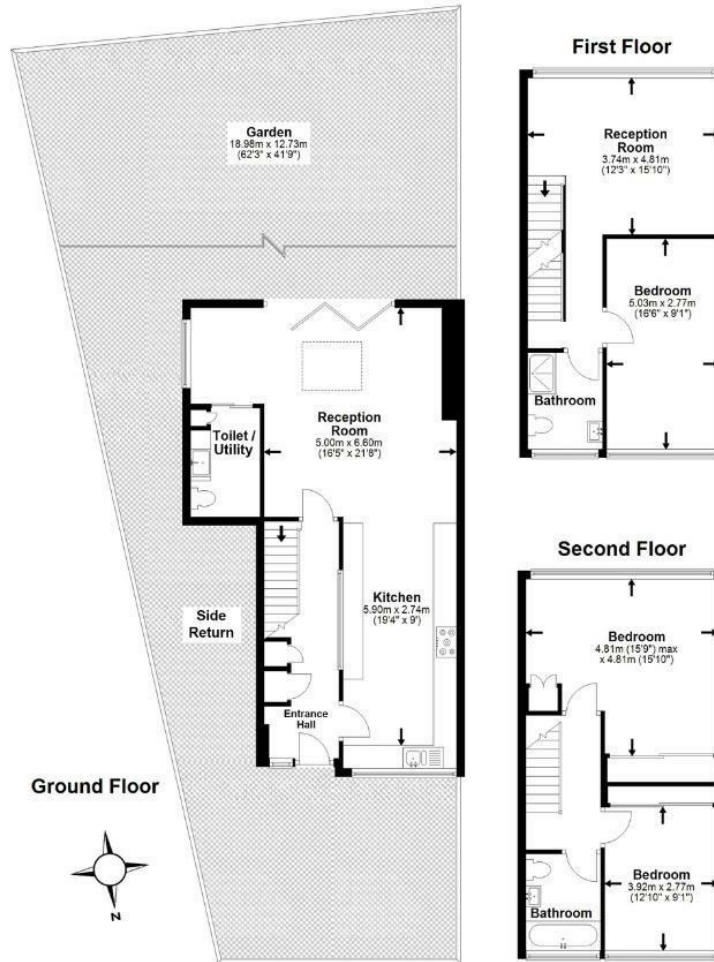 First Floor
Garden
18.98m x 12.73m
(62'3" x 41'9")
Reception
Room
3.74m x 4.81m
(12'3" x 15'10")
Bedroom
5.03m x 2.77m
(16'6" x 9'1")
Bathroom
Reception
Room
5.00m x 6.60m
(16'5" x 21'8")
Toilet /
Utility
Second Floor
Kitchen
5.90m x 2.74m
(19'4" x 9')
Side
Return
Bedroom
4.81m (15'9") max
x 4.81m (15'10")
Entrance
Hall
Ground Floor
N
Bedroom
3.92m x 2.77m
(12'10" x 9'1")
Bathroom